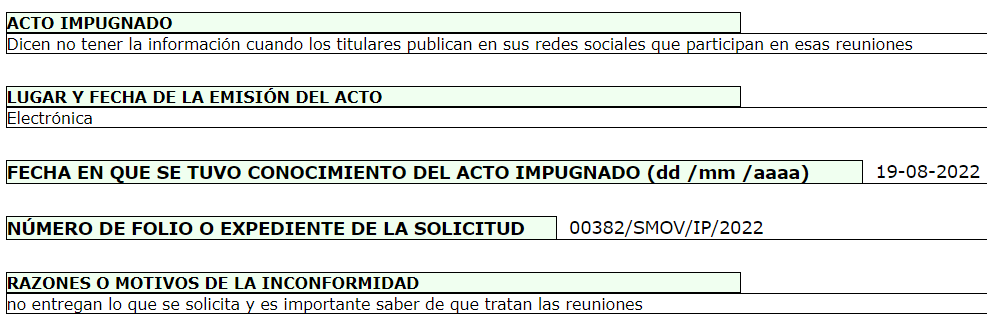 ACTO IMPUGNADO
Dicen no tener la información cuando los titulares publican en sus redes sociales que participan en esas reuniones
LUGAR Y FECHA DE LA EMISIÓN DEL ACTO
Electrónica
FECHA EN QUE SE TUVO CONOCIMIENTO DEL ACTO IMPUGNADO (dd /mm /aaaa) 19-08-2022
NÚMERO DE FOLIO O EXPEDIENTE DE LA SOLICITUD 00382/SMOV/IP/2022
RAZONES O MOTIVOS DE LA INCONFORMIDAD
no entregan lo que se solicita y es importante saber de que tratan las reuniones